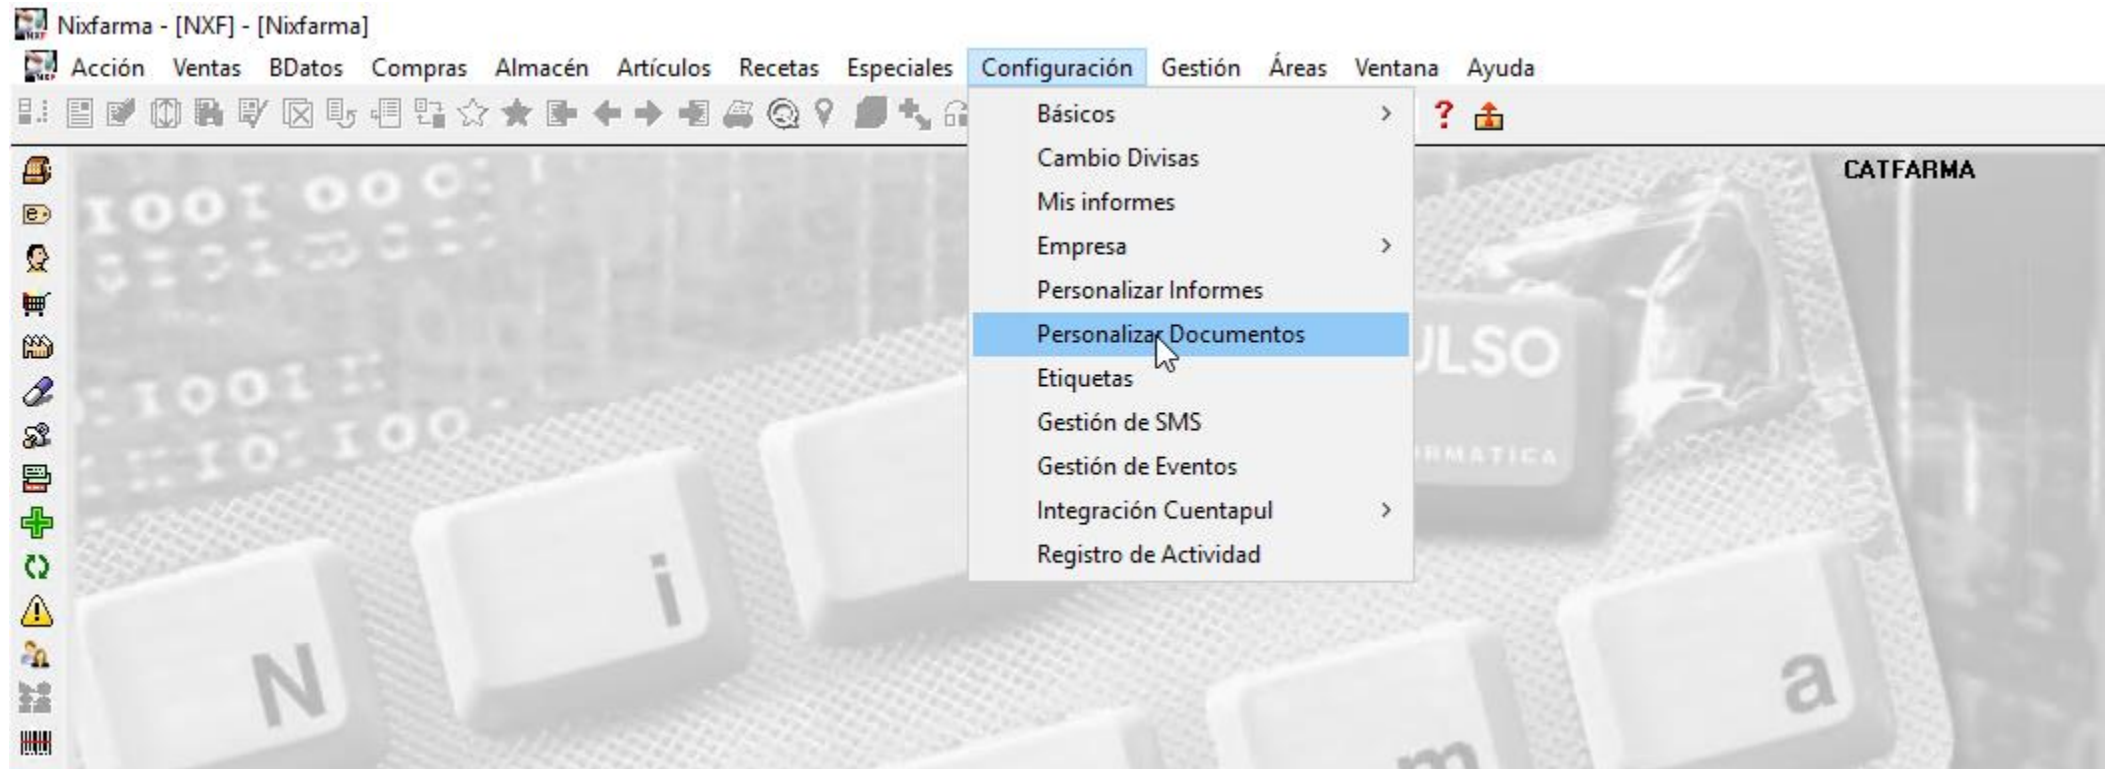 Nixfarma - [NXF] - [Nixfarma]
Acción Ventas BDatos Compras Almacén Artículos Recetas Especiales Configuración Gestión Áreas Ventana Ayuda
Básicos
Cambio Divisas
Mis informes
Empresa
Personalizar Informes
Personalizar Documentos
Etiquetas
Gestión de SMS
Gestión de Eventos
Integración Cuentapul
Registro de Actividad
CATFARMA
N i m a